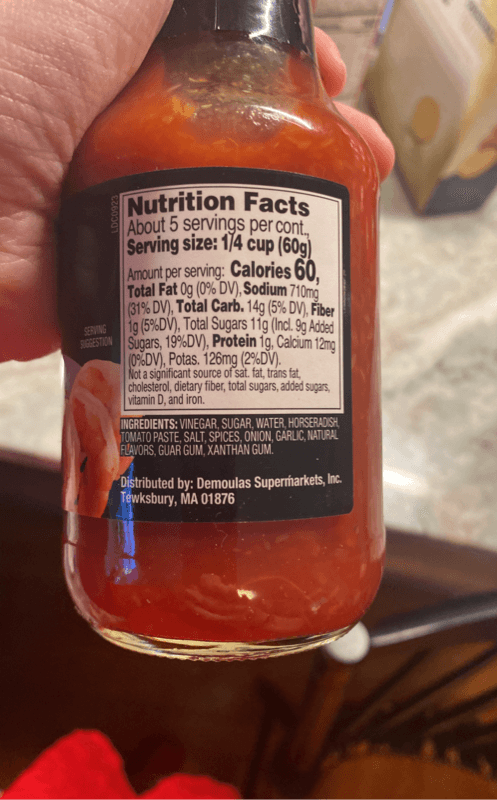 LDC0923
Nutrition Facts
About 5 servings per cont.,
Serving size: 1/4 cup (60g)
Amount per serving: Calories 60,
Total Fat 0g (0% DV), Sodium 710mg
(31% DV), Total Carb. 14g (5% DV), Fiber
1g (5%DV), Total Sugars 11g (Incl. 9g Added
Sugars, 19%DV), Protein 1g, Calcium 12mg
(0%DV), Potas. 126mg (2%DV).
Not a significant source of sat. fat, trans fat,
cholesterol, dietary fiber, total sugars, added sugars,
vitamin D, and iron.
SERVING
SUGGESTION
INGREDIENTS: VINEGAR, SUGAR, WATER, HORSERADISH,
TOMATO PASTE, SALT, SPICES, ONION, GARLIC, NATURAL
FLAVORS, GUAR GUM, XANTHAN GUM.
Distributed by: Demoulas Supermarkets, Inc.
Tewksbury, MA 01876